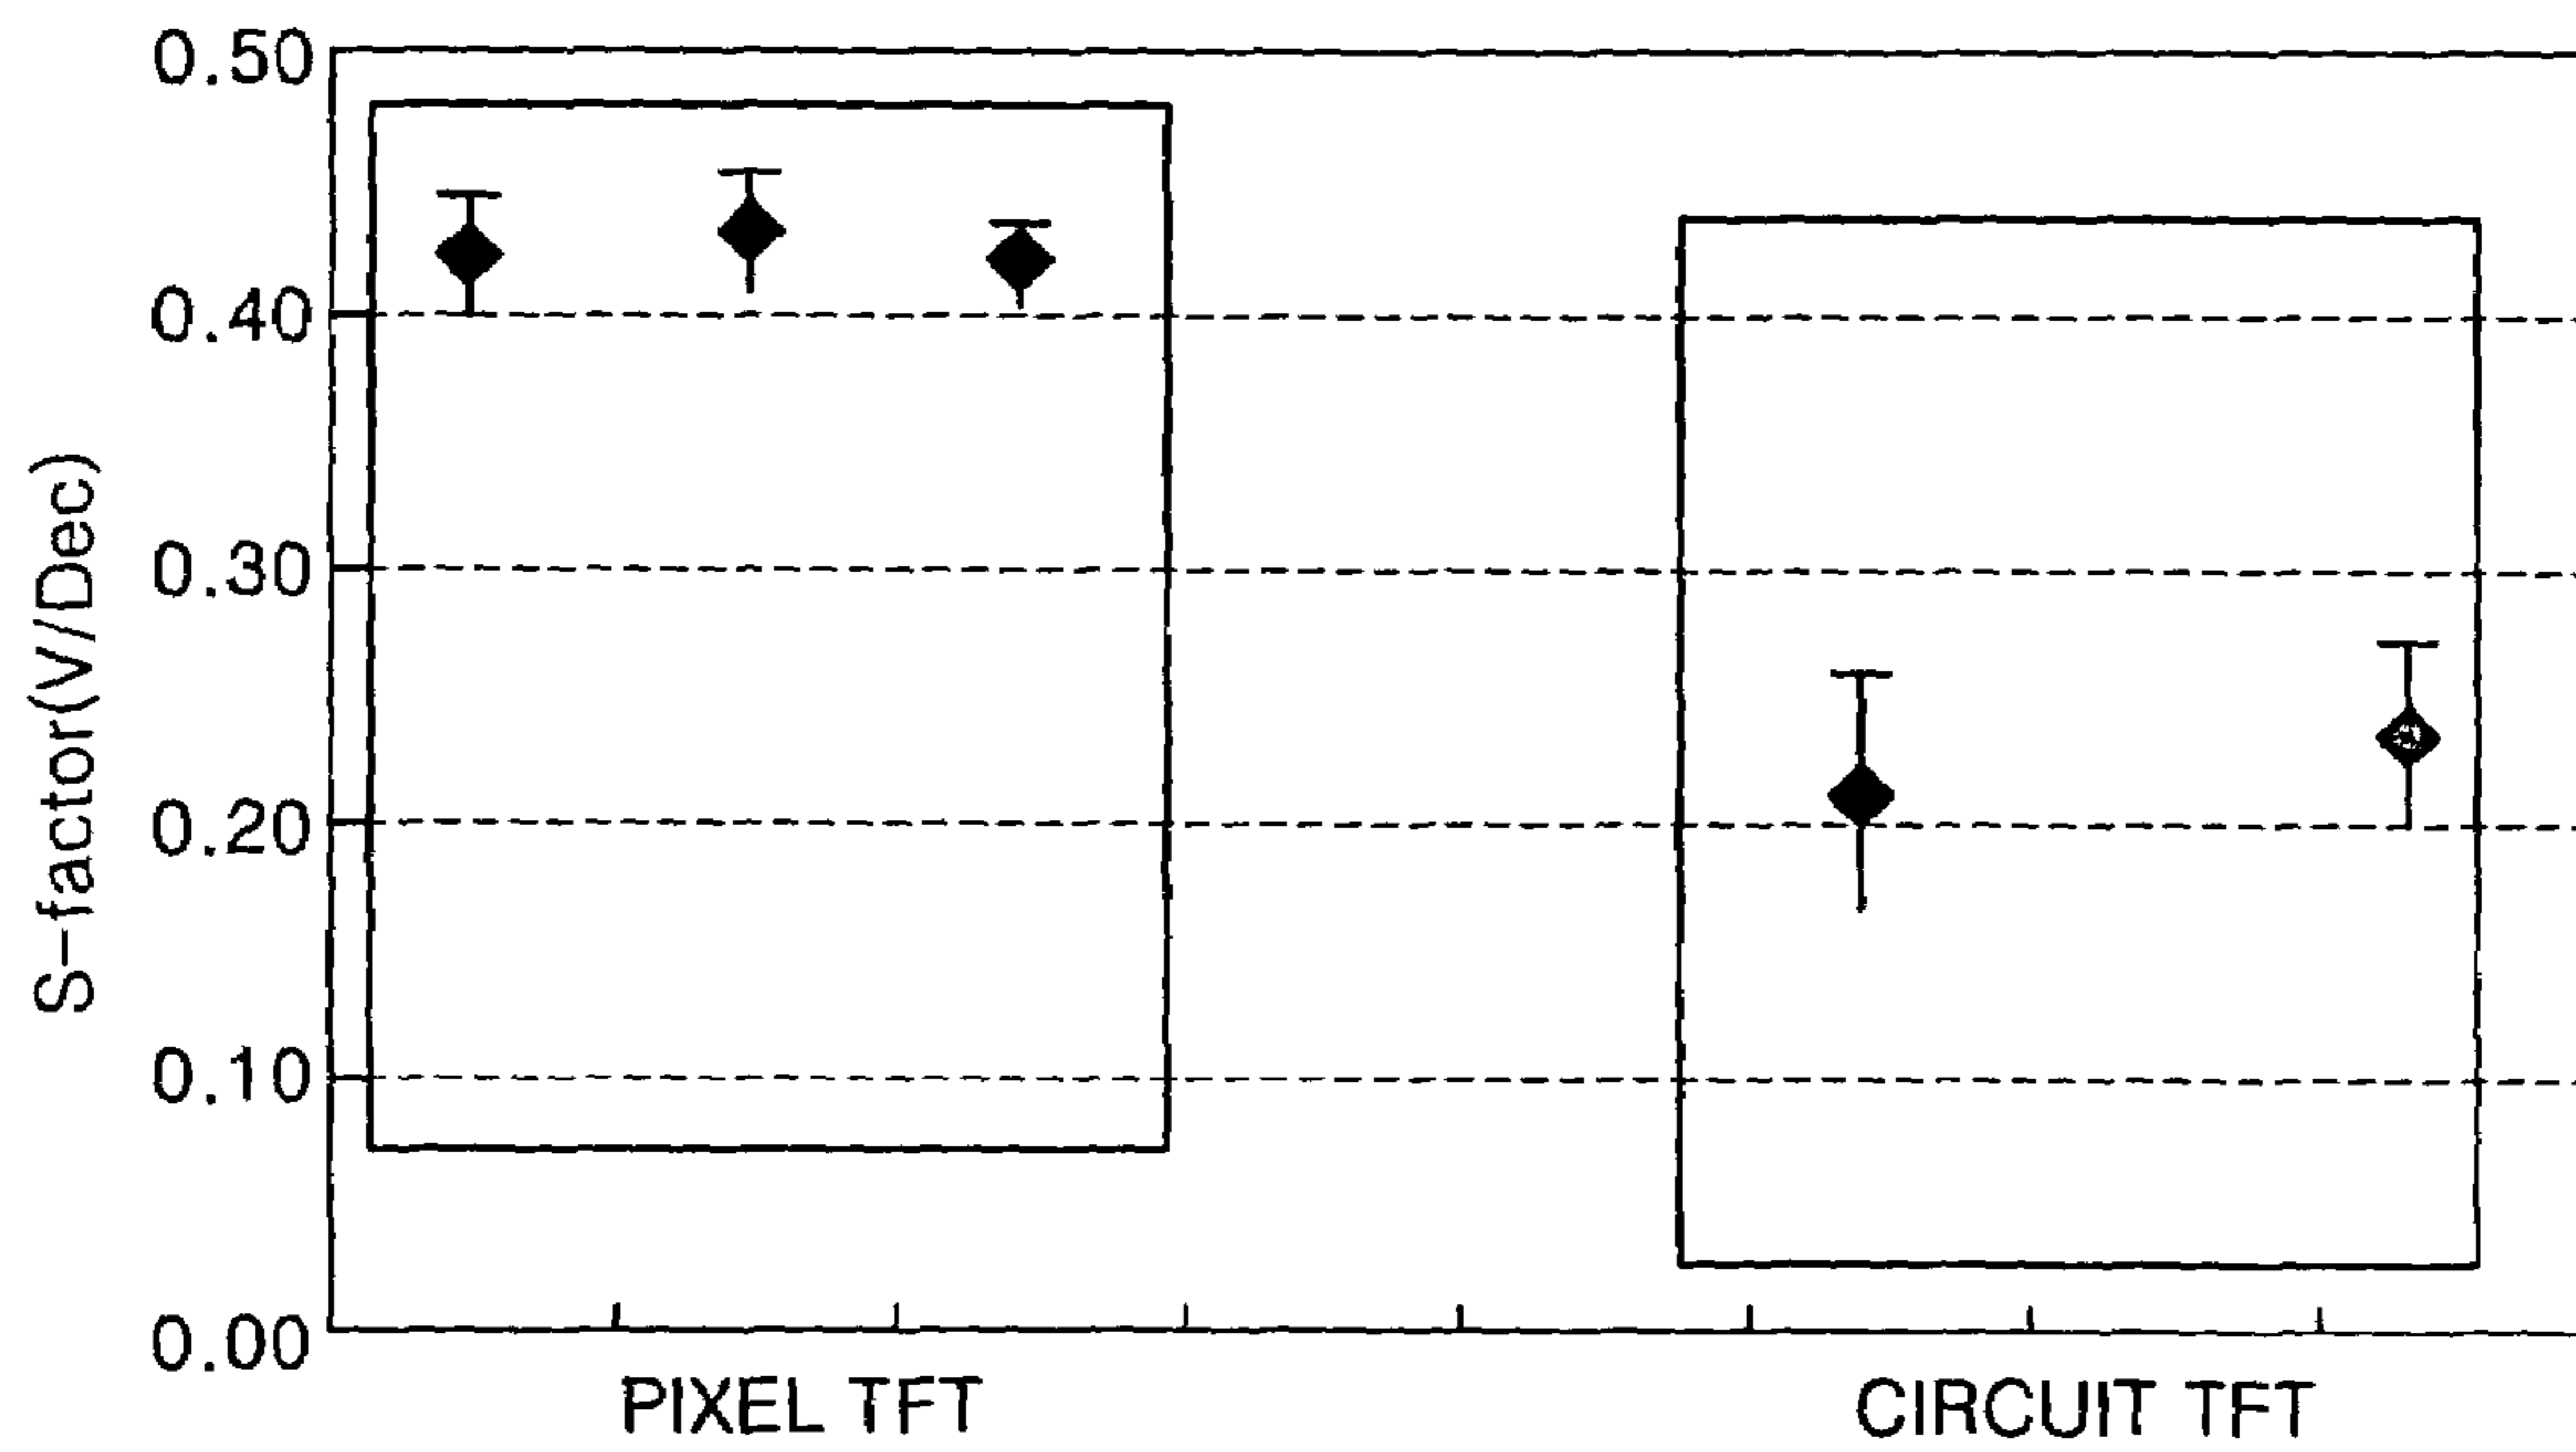 0.50
0.40
0.30
0.20
0.10
0.00
S-factor(V/Dec)
PIXEL TFT
CIRCUIT TFT